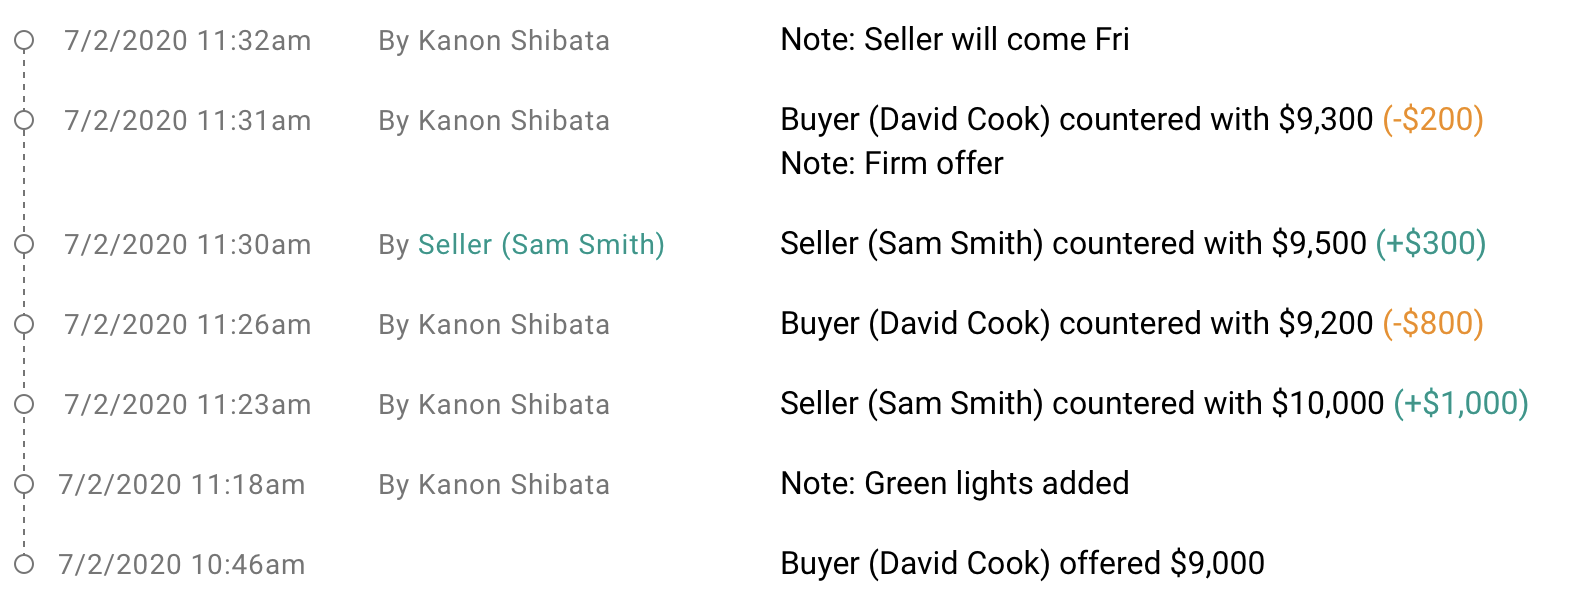 7/2/2020 11:32am By Kanon Shibata Note: Seller will come Fri
7/2/2020 11:31am By Kanon Shibata Buyer (David Cook) countered with $9,300 (-$200)
Note: Firm offer
7/2/2020 11:30am By Seller (Sam Smith) Seller (Sam Smith) countered with $9,500 (+$300)
7/2/2020 11:26am By Kanon Shibata Buyer (David Cook) countered with $9,200 (-$800)
7/2/2020 11:23am By Kanon Shibata Seller (Sam Smith) countered with $10,000 (+$1,000)
7/2/2020 11:18am By Kanon Shibata Note: Green lights added
7/2/2020 10:46am Buyer (David Cook) offered $9,000